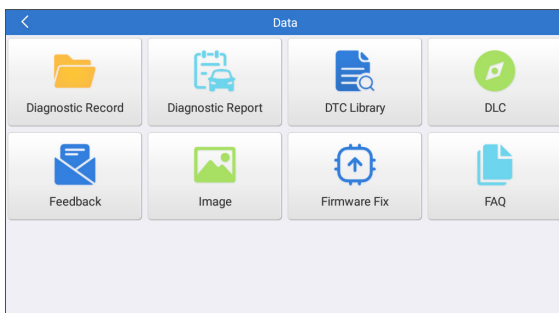 Data
Diagnostic Record
Diagnostic Report
DTC Library
DLC
Feedback
Image
Firmware Fix
FAQ